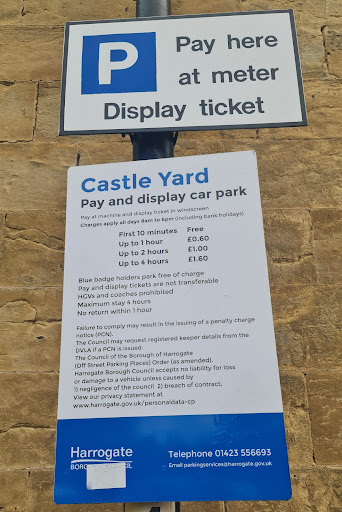 P
Pay here
at meter
Display ticket
Castle Yard
Pay and display car park
Pay at machine and display ticket in windscreen
Charges apply all days 8am to 6pm (including bank holidays)
First 10 minutes Free
Up to 1 hour £0.60
Up to 2 hours £1.00
Up to 4 hours £1.60
Blue badge holders park free of charge
Pay and display tickets are not transferable
HGVs and coaches prohibited
Maximum stay 4 hours
No return within 1 hour
Failure to comply may result in the issuing of a penalty charge
notice (PCN).
The Council may request registered keeper details from the
DVLA if a PCN is issued.
The Council of the Borough of Harrogate
(Off Street Parking Places) Order (as amended).
Harrogate Borough Council accepts no liability for loss
or damage to a vehicle unless caused by
1) negligence of the council 2) breach of contract.
View our privacy statement at
www.harrogate.gov.uk/personaldata-cp
Harrogate
BOROUGH COUNCIL
Telephone 01423 556693
Email parkingservices@harrogate.gov.uk